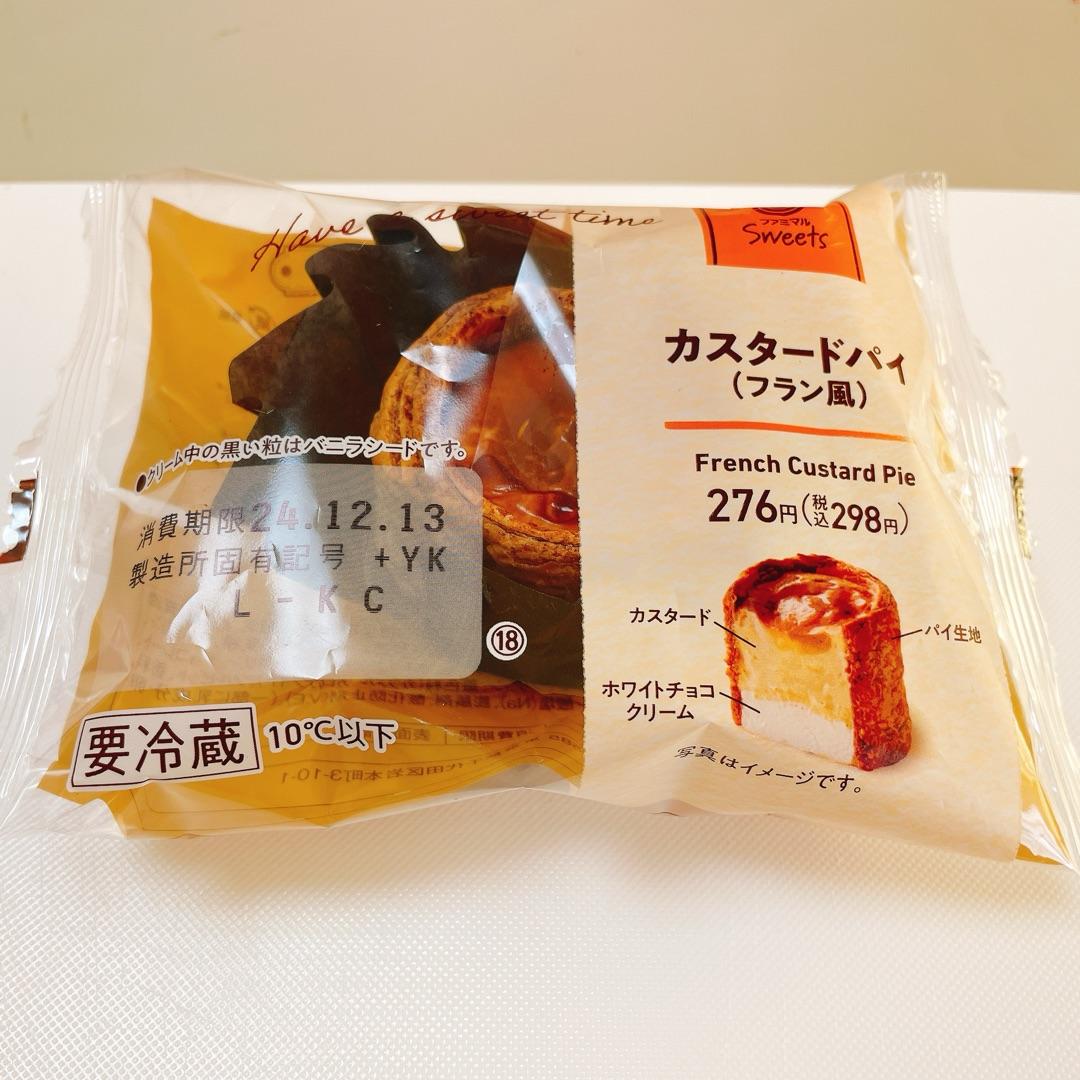 Have a sweet time
ファミマル
Sweets
カスタードパイ
(フラン風)
French Custard Pie
276円(税込298円)
カスタード
パイ生地
ホワイトチョコ
クリーム
写真はイメージです。
●クリーム中の黒い粒はバニラシードです。
消費期限24.12.13
製造所固有記号 +YK
L-KC
⑱
要冷蔵 10℃以下